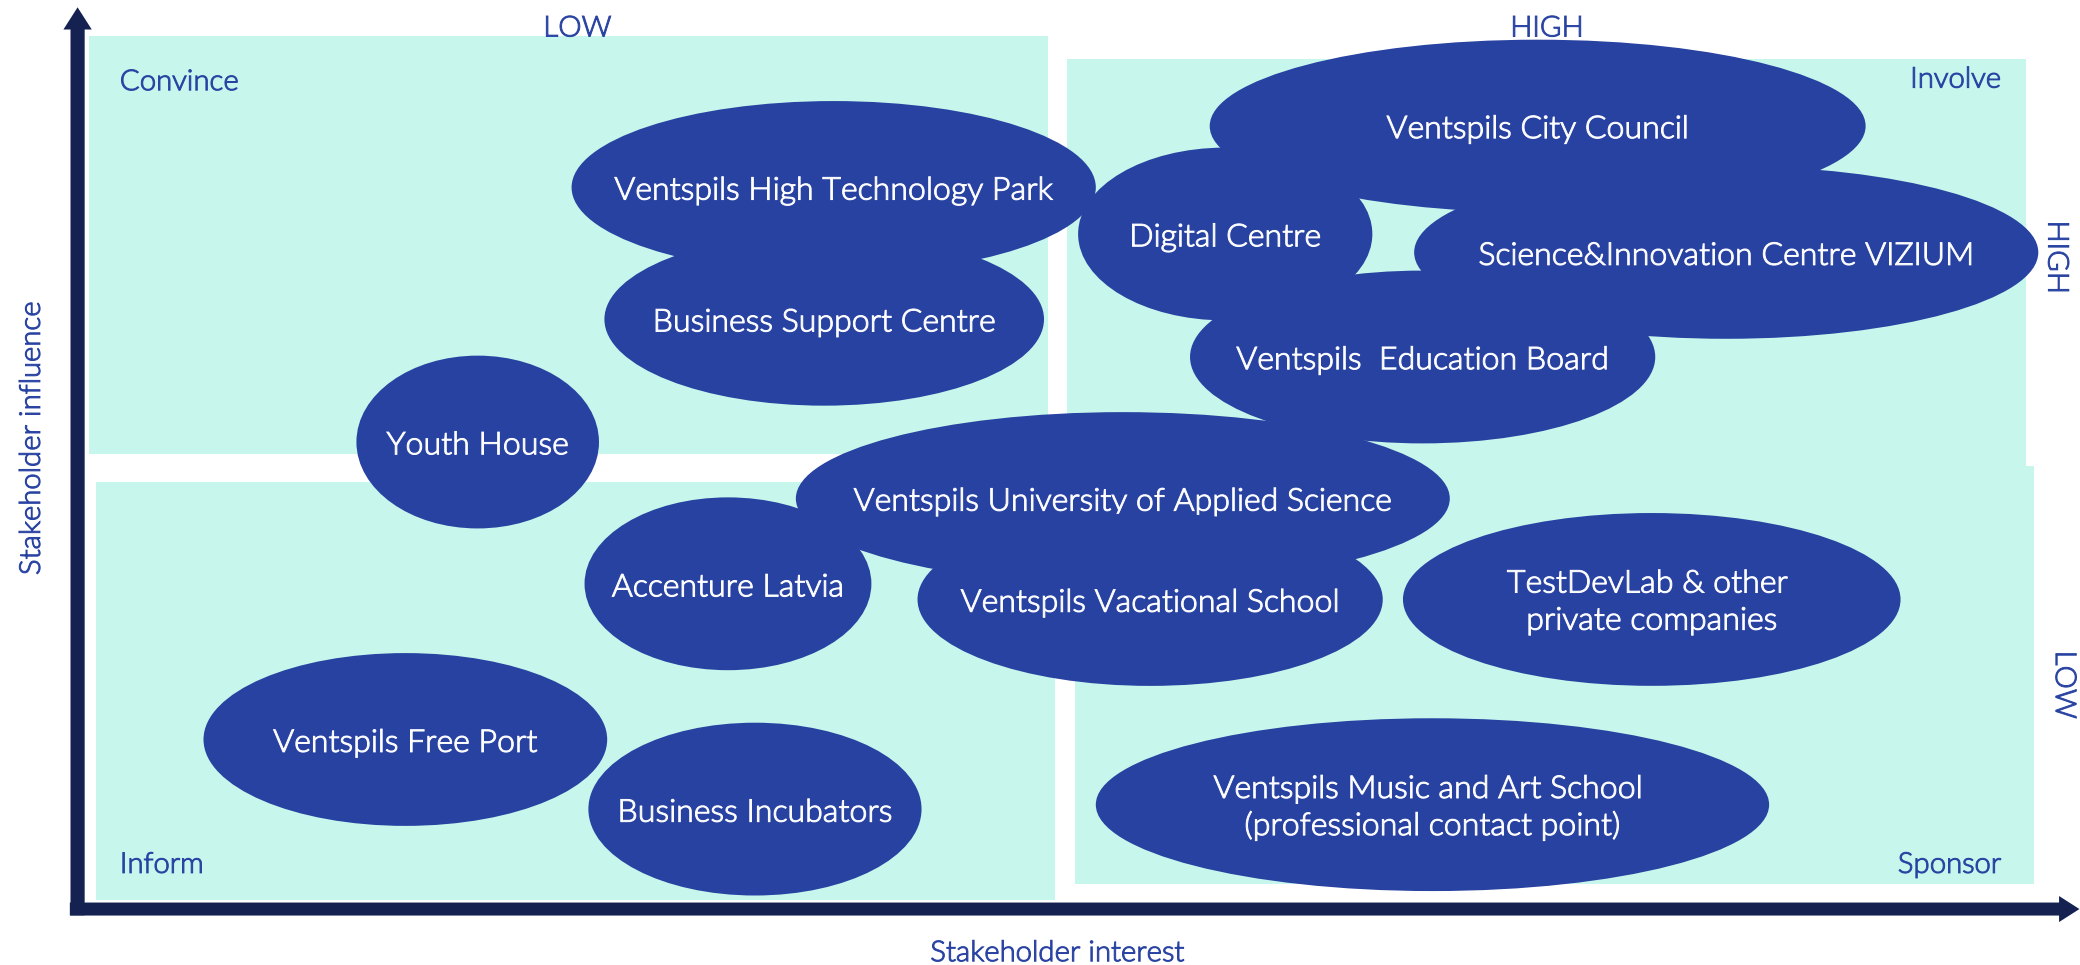 LOW
HIGH
Convince
Involve
Ventspils City Council
Ventspils High Technology Park
Digital Centre
Science&Innovation Centre VIZIUM
HIGH
Business Support Centre
Ventspils Education Board
Youth House
Stakeholder influence
Ventspils University of Applied Science
Accenture Latvia
Ventspils Vacational School
TestDevLab & other
private companies
LOW
Ventspils Free Port
Business Incubators
Ventspils Music and Art School
(professional contact point)
Inform
Sponsor
Stakeholder interest